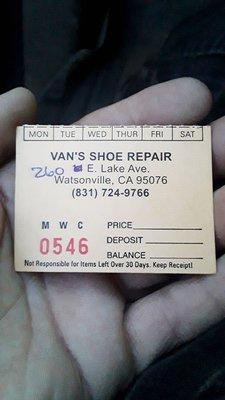 MON TUE WED THUR FRI SAT
VAN'S SHOE REPAIR
260 E. Lake Ave.
Watsonville, CA 95076
(831) 724-9766
M W C PRICE
0546 DEPOSIT
BALANCE
Not Responsible for Items Left Over 30 Days. Keep Receipt!